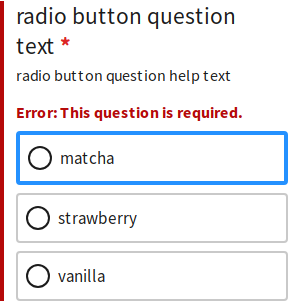 radio button question
text *
radio button question help text
Error: This question is required.
matcha
strawberry
vanilla